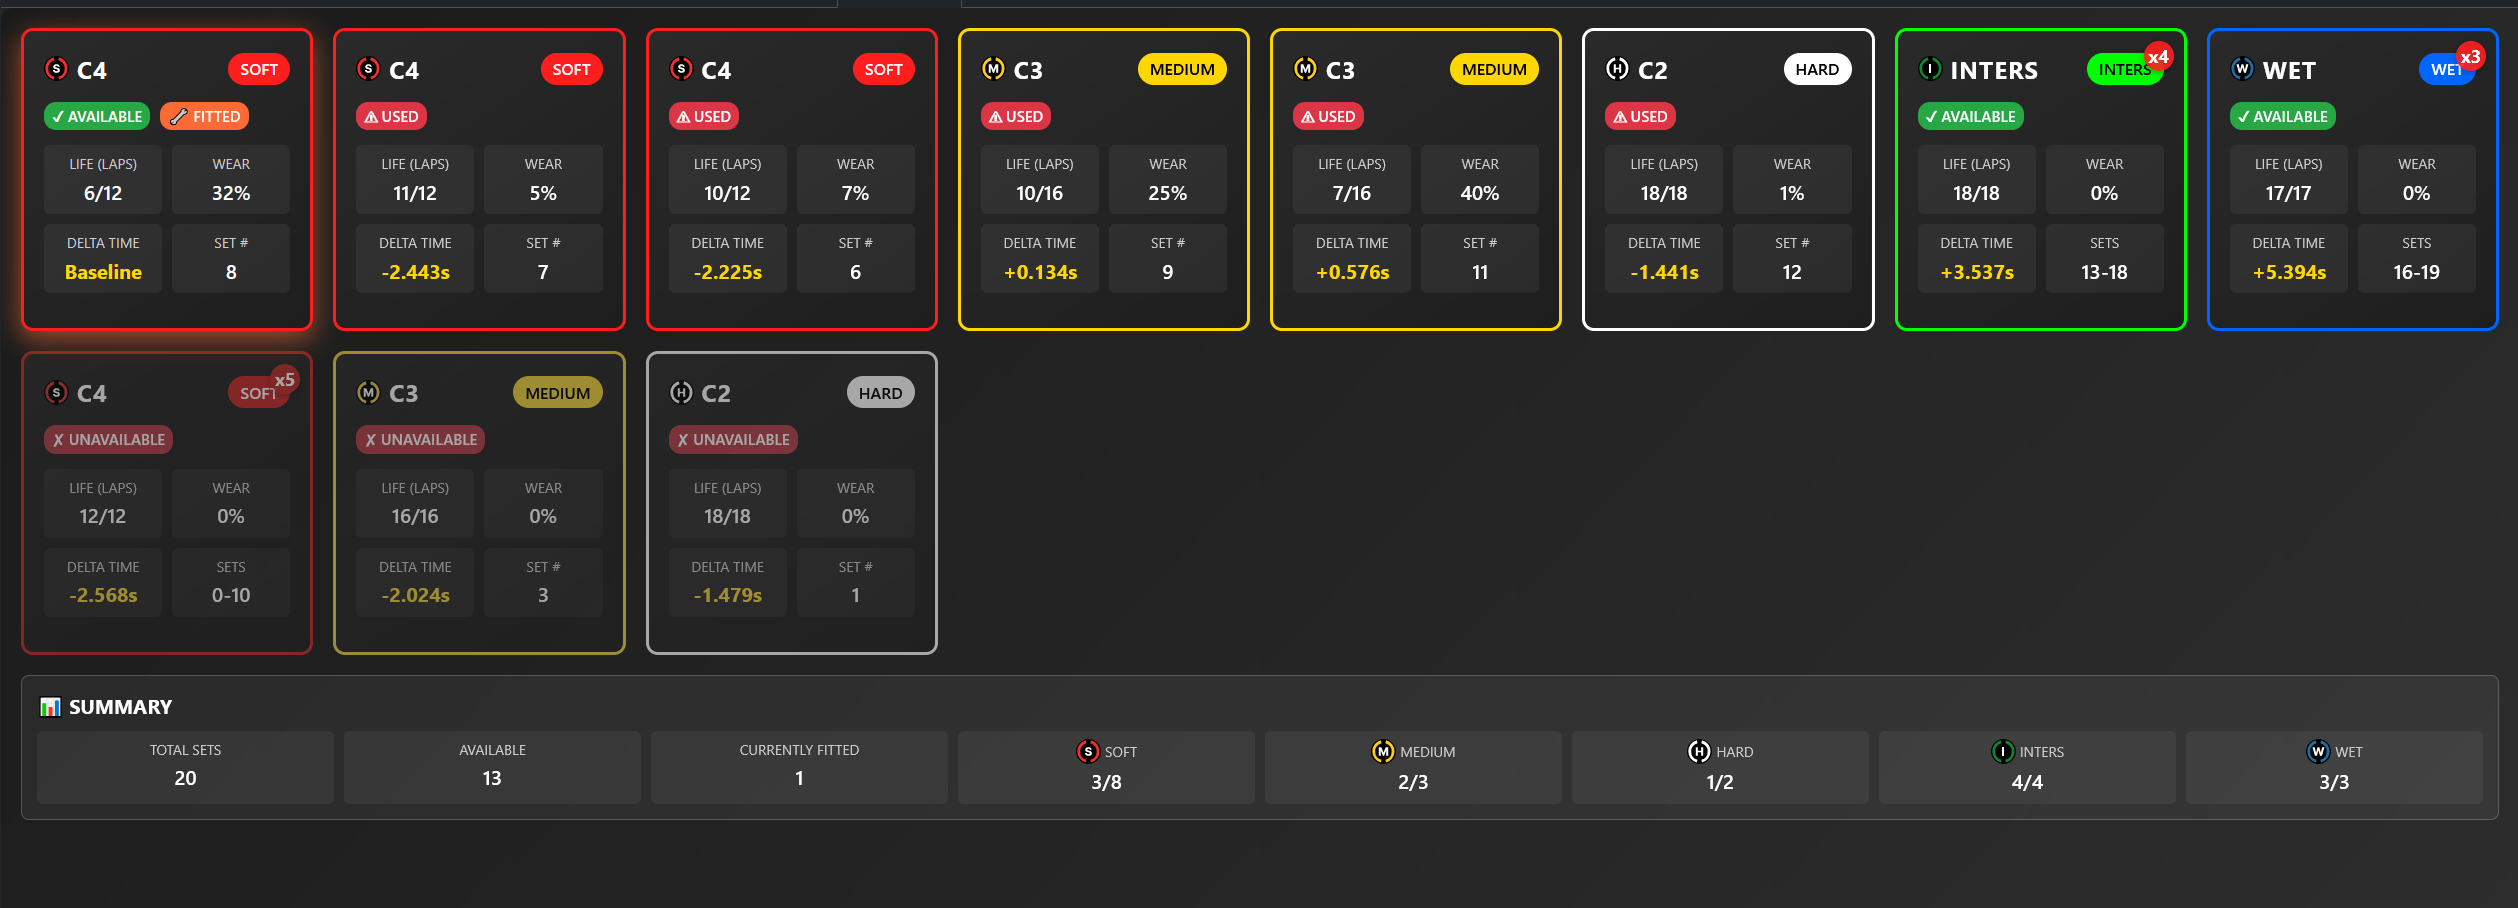 S C4 SOFT
✓ AVAILABLE FITTED
LIFE (LAPS) WEAR
6/12 32%
DELTA TIME SET #
Baseline 8
S C4 SOFT
⚠ USED
LIFE (LAPS) WEAR
11/12 5%
DELTA TIME SET #
-2.443s 7
S C4 SOFT
⚠ USED
LIFE (LAPS) WEAR
10/12 7%
DELTA TIME SET #
-2.225s 6
M C3 MEDIUM
⚠ USED
LIFE (LAPS) WEAR
10/16 25%
DELTA TIME SET #
+0.134s 9
M C3 MEDIUM
⚠ USED
LIFE (LAPS) WEAR
7/16 40%
DELTA TIME SET #
+0.576s 11
H C2 HARD
⚠ USED
LIFE (LAPS) WEAR
18/18 1%
DELTA TIME SET #
-1.441s 12
I INTERS INTERS x4
✓ AVAILABLE
LIFE (LAPS) WEAR
18/18 0%
DELTA TIME SETS
+3.537s 13-18
W WET WET x3
✓ AVAILABLE
LIFE (LAPS) WEAR
17/17 0%
DELTA TIME SETS
+5.394s 16-19
S C4 SOFT x5
✗ UNAVAILABLE
LIFE (LAPS) WEAR
12/12 0%
DELTA TIME SETS
-2.568s 0-10
M C3 MEDIUM
✗ UNAVAILABLE
LIFE (LAPS) WEAR
16/16 0%
DELTA TIME SET #
-2.024s 3
H C2 HARD
✗ UNAVAILABLE
LIFE (LAPS) WEAR
18/18 0%
DELTA TIME SET #
-1.479s 1
SUMMARY
TOTAL SETS
20
AVAILABLE
13
CURRENTLY FITTED
1
S SOFT
3/8
M MEDIUM
2/3
H HARD
1/2
I INTERS
4/4
W WET
3/3